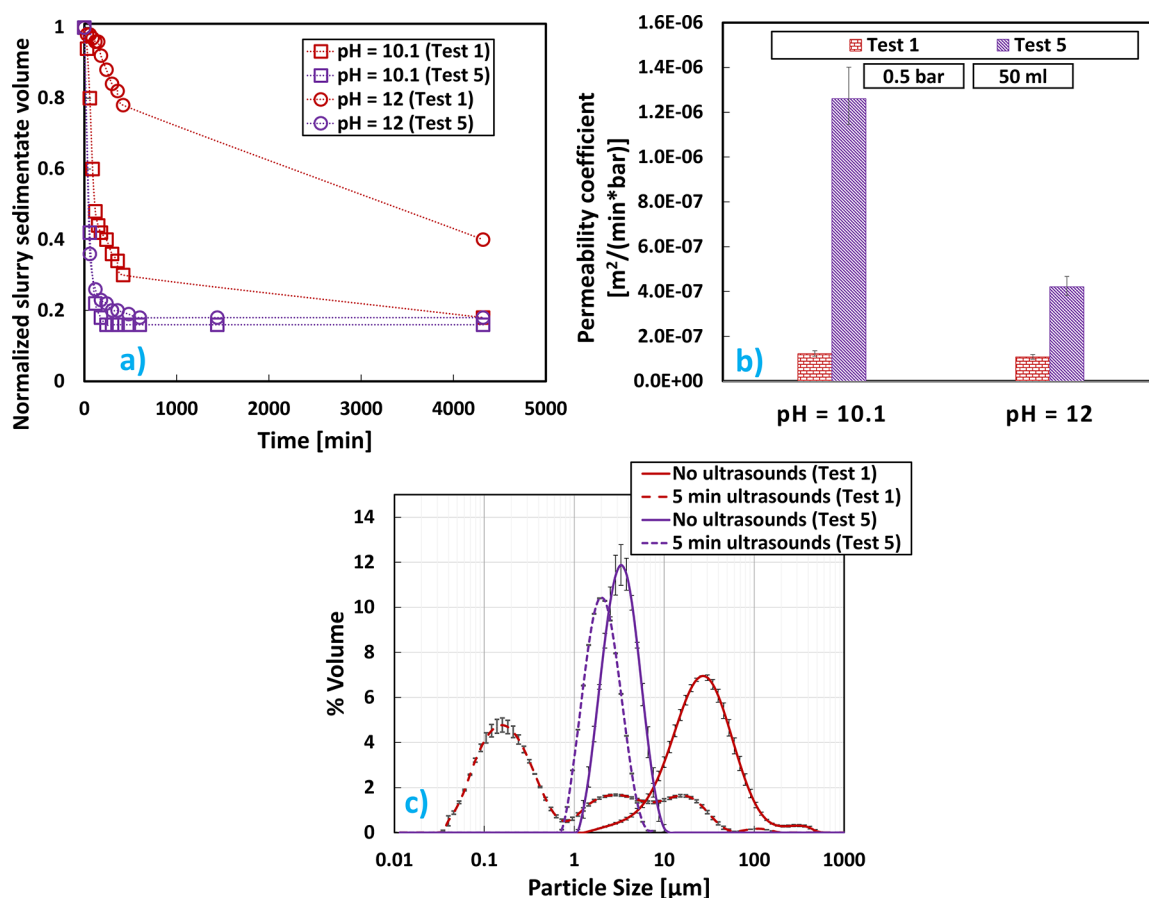 Normalized slurry sedimentate volume
1
0.8
0.6
0.4
0.2
0
pH = 10.1 (Test 1)
pH = 10.1 (Test 5)
pH = 12 (Test 1)
pH = 12 (Test 5)
a)
0 1000 2000 3000 4000 5000
Time [min]
Permeability coefficient
[m²/(min*bar)]
1.6E-06
1.4E-06
1.2E-06
1.0E-06
8.0E-07
6.0E-07
4.0E-07
2.0E-07
0.0E+00
Test 1 Test 5
0.5 bar 50 ml
b)
pH = 10.1 pH = 12
No ultrasounds (Test 1)
5 min ultrasounds (Test 1)
No ultrasounds (Test 5)
5 min ultrasounds (Test 5)
% Volume
14
12
10
8
6
4
2
0
c)
0.01 0.1 1 10 100 1000
Particle Size [µm]